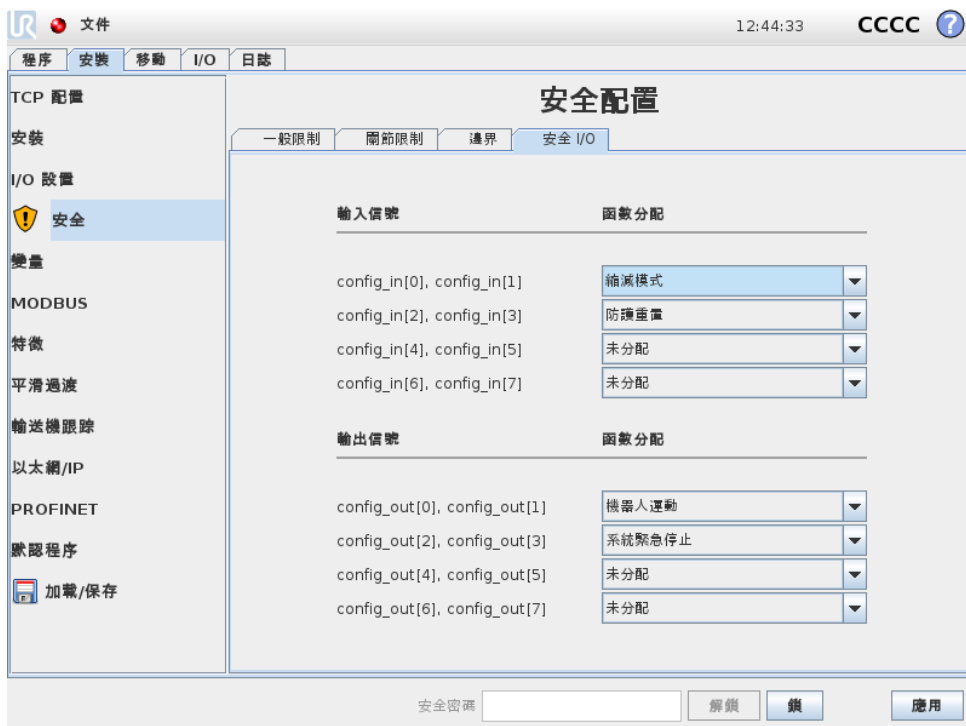 UR 文件 12:44:33 CCCC ?
程序 安裝 移動 I/O 日誌
TCP 配置
安裝
I/O 設置
安全
變量
MODBUS
特徵
平滑過渡
輸送機跟踪
以太網/IP
PROFINET
默認程序
加載/保存
安全配置
一般限制 關節限制 邊界 安全 I/O
輸入信號 函數分配
config_in[0], config_in[1] 縮減模式
config_in[2], config_in[3] 防護重置
config_in[4], config_in[5] 未分配
config_in[6], config_in[7] 未分配
輸出信號 函數分配
config_out[0], config_out[1] 機器人運動
config_out[2], config_out[3] 系統緊急停止
config_out[4], config_out[5] 未分配
config_out[6], config_out[7] 未分配
安全密碼 解鎖 鎖 應用